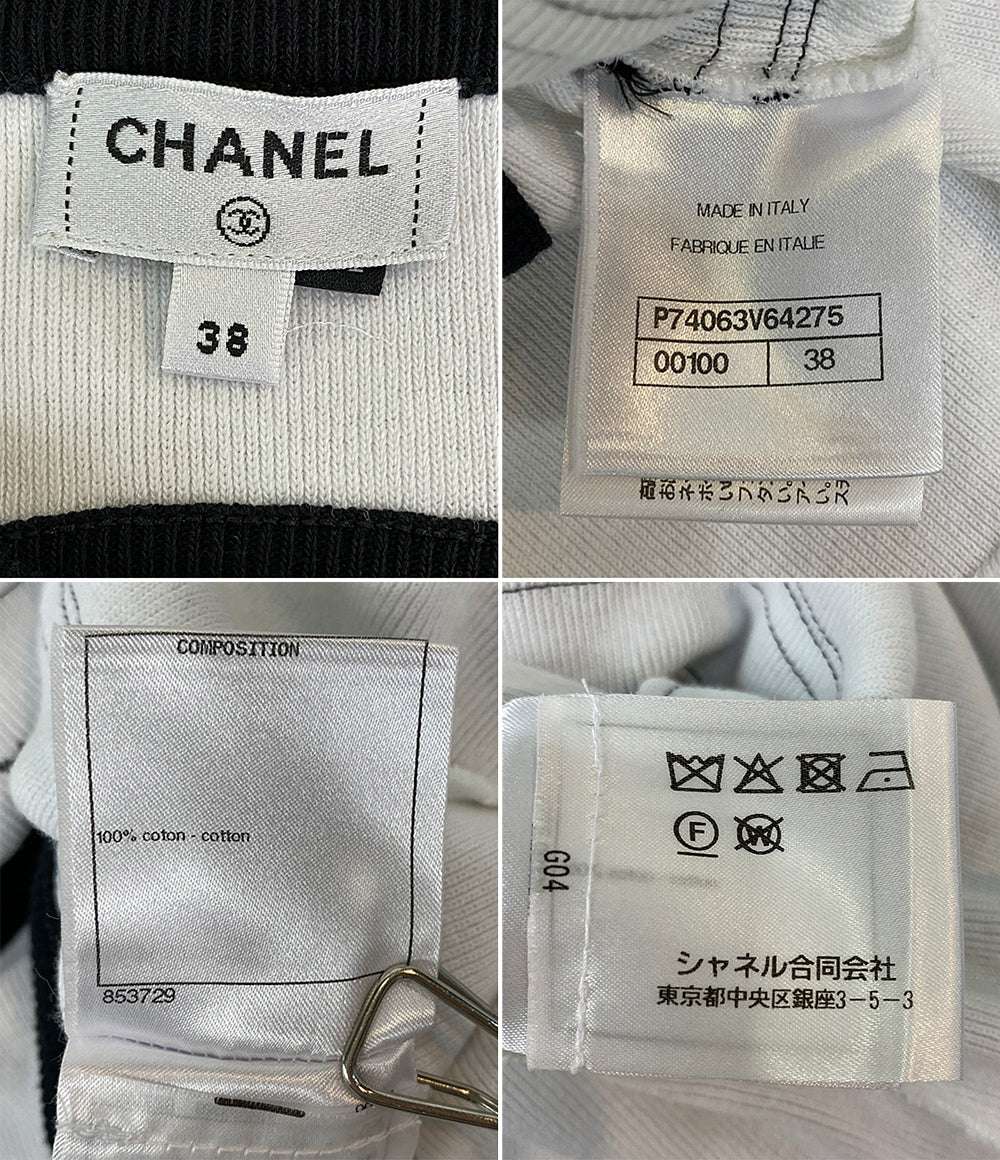 CHANEL
38
MADE IN ITALY
FABRIQUE EN ITALIE
P74063V64275
00100 38
COMPOSITION
100% coton - cotton
853729
F
W
G04
シャネル合同会社
東京都中央区銀座3-5-3